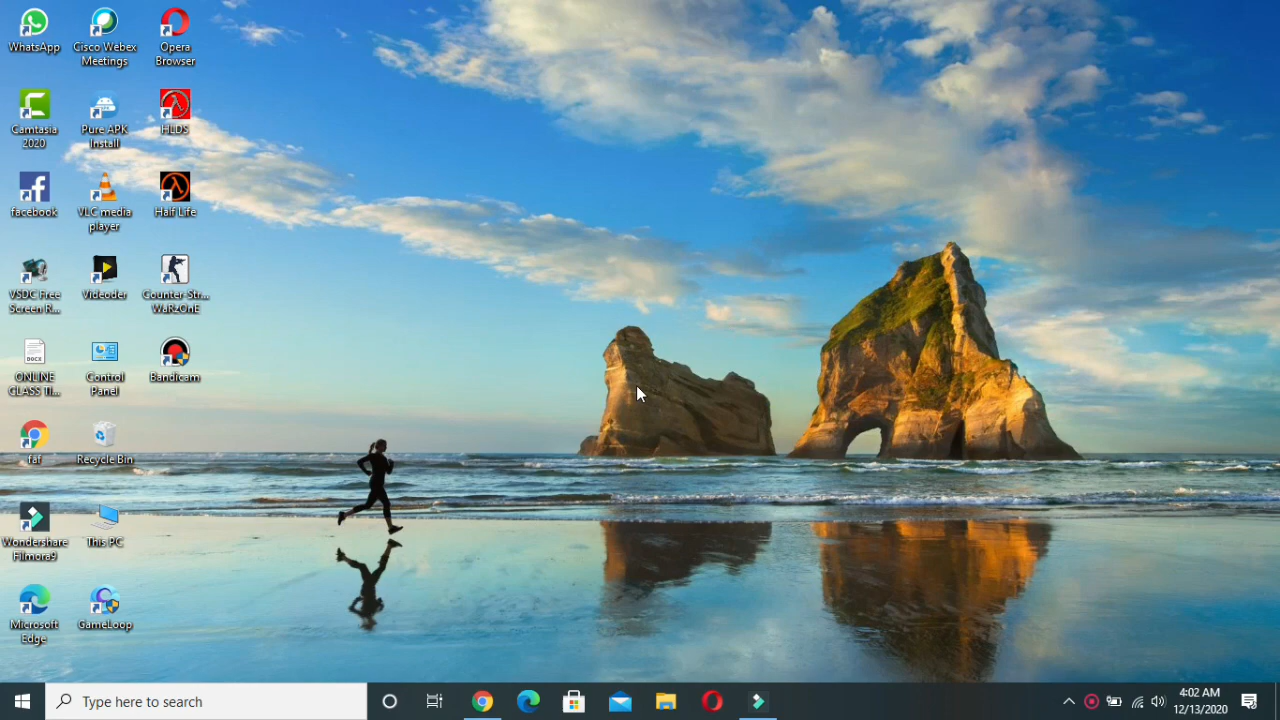 WhatsApp
Cisco Webex
Meetings
Opera
Browser
Camtasia
2020
Pure APK
Install
HLDS
facebook
VLC media
player
Half Life
VSDC Free
Screen R...
Videoder
Counter-Str...
WaRzOnE
DOCX
ONLINE
CLASS TI...
Control
Panel
Bandicam
faf
Recycle Bin
Wondershare
Filmora9
This PC
Microsoft
Edge
GameLoop
Type here to search
4:02 AM
12/13/2020